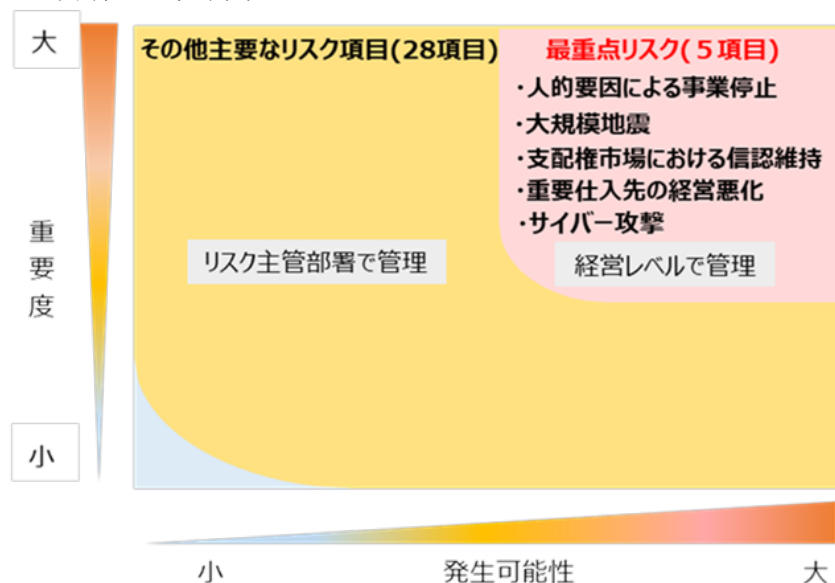 大
その他主要なリスク項目(28項目)
最重点リスク(５項目)
・人的要因による事業停止
・大規模地震
・支配権市場における信認維持
・重要仕入先の経営悪化
・サイバー攻撃
リスク主管部署で管理
経営レベルで管理
重要度
小
小
発生可能性
大